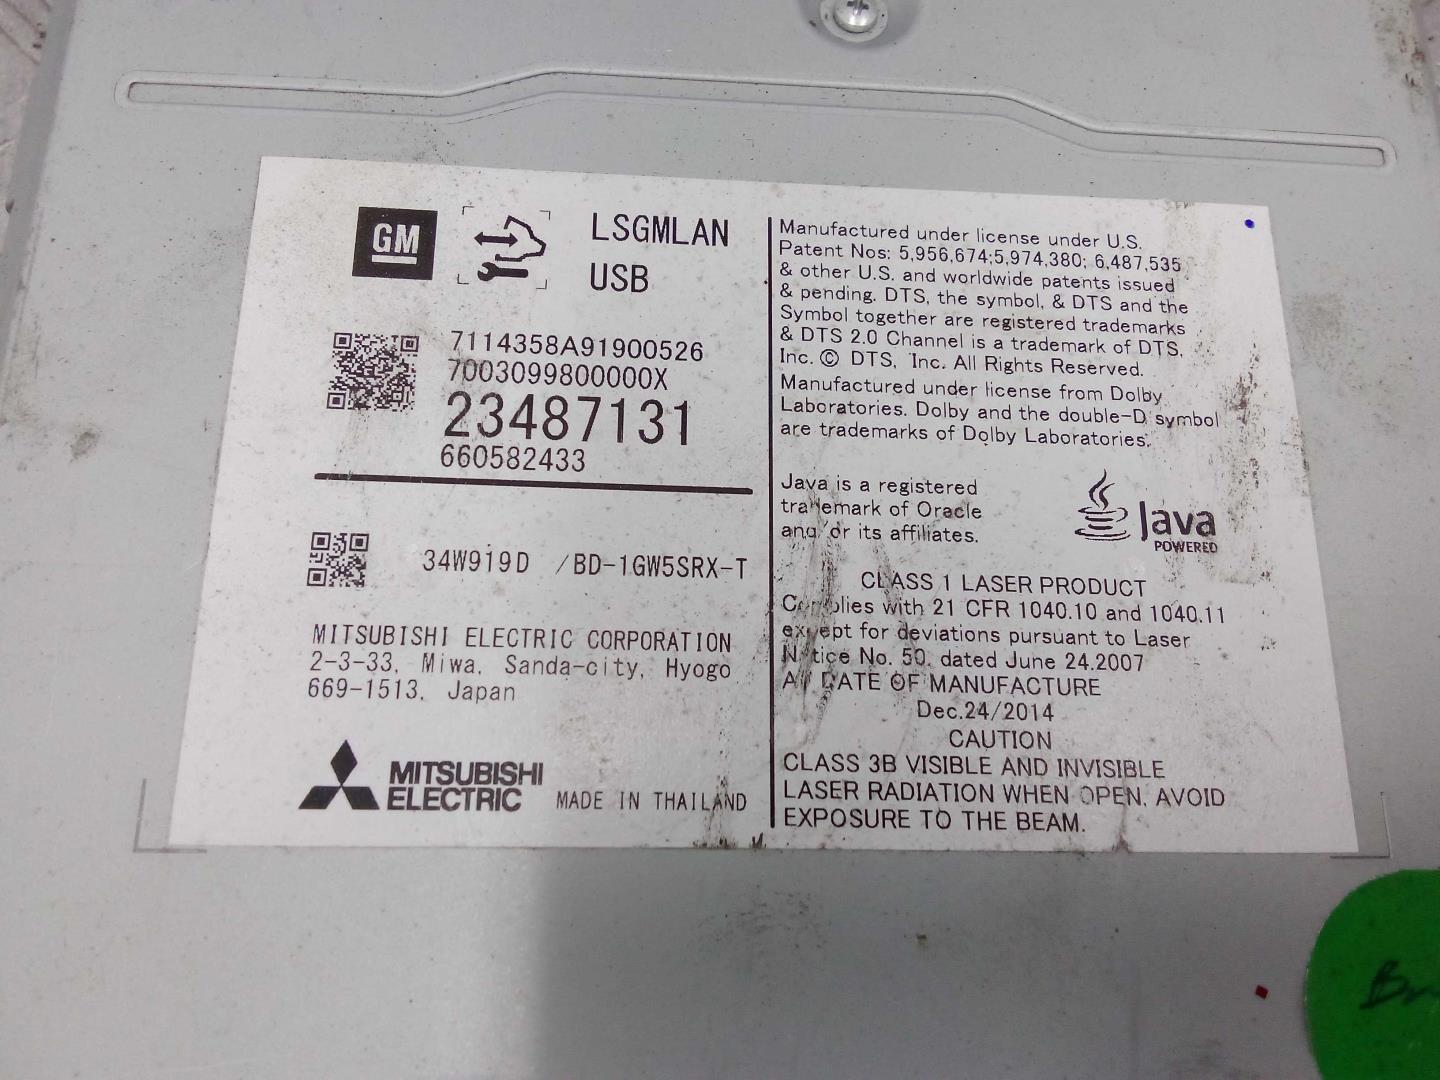 GM
LSGMLAN
USB
7114358A91900526
7003099800000X
23487131
660582433
34W919D /BD-1GW5SRX-T
MITSUBISHI ELECTRIC CORPORATION
2-3-33, Miwa, Sanda-city, Hyogo
669-1513, Japan
MITSUBISHI
ELECTRIC
MADE IN THAILAND
Manufactured under license under U.S.
Patent Nos: 5,956,674;5,974,380; 6,487,535
& other U.S. and worldwide patents issued
& pending. DTS, the symbol, & DTS and the
Symbol together are registered trademarks
& DTS 2.0 Channel is a trademark of DTS,
Inc. © DTS, Inc. All Rights Reserved.
Manufactured under license from Dolby
Laboratories. Dolby and the double-D symbol
are trademarks of Dolby Laboratories.
Java is a registered
trademark of Oracle
and/or its affiliates.
Java
POWERED
CLASS 1 LASER PRODUCT
Complies with 21 CFR 1040.10 and 1040.11
except for deviations pursuant to Laser
Notice No. 50, dated June 24.2007
DATE OF MANUFACTURE
Dec.24/2014
CAUTION
CLASS 3B VISIBLE AND INVISIBLE
LASER RADIATION WHEN OPEN. AVOID
EXPOSURE TO THE BEAM.